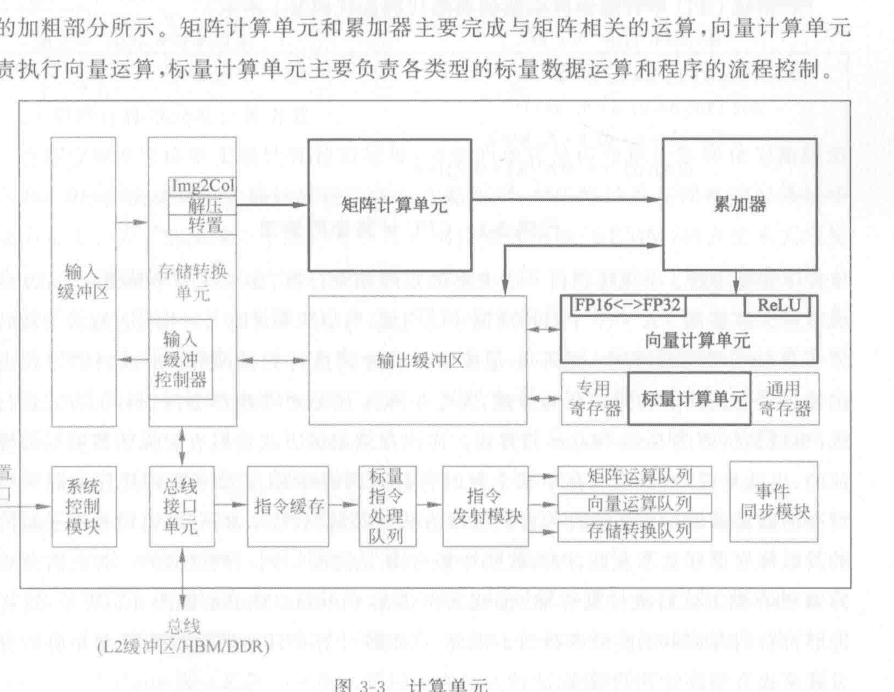 的加粗部分所示。矩阵计算单元和累加器主要完成与矩阵相关的运算,向量计算单元
责执行向量运算,标量计算单元主要负责各类型的标量数据运算和程序的流程控制。
Img2Col
解压
转置
矩阵计算单元
累加器
输入
缓冲区
存储转换
单元
输入
缓冲
控制器
输出缓冲区
FP16<->FP32
ReLU
向量计算单元
专用
寄存器
标量计算单元
通用
寄存器
置
口
系统
控制
模块
总线
接口
单元
指令缓存
标量
指令
处理
队列
指令
发射模块
矩阵运算队列
向量运算队列
存储转换队列
事件
同步模块
总线
(L2缓冲区/HBM/DDR)
图 3-3 计算单元